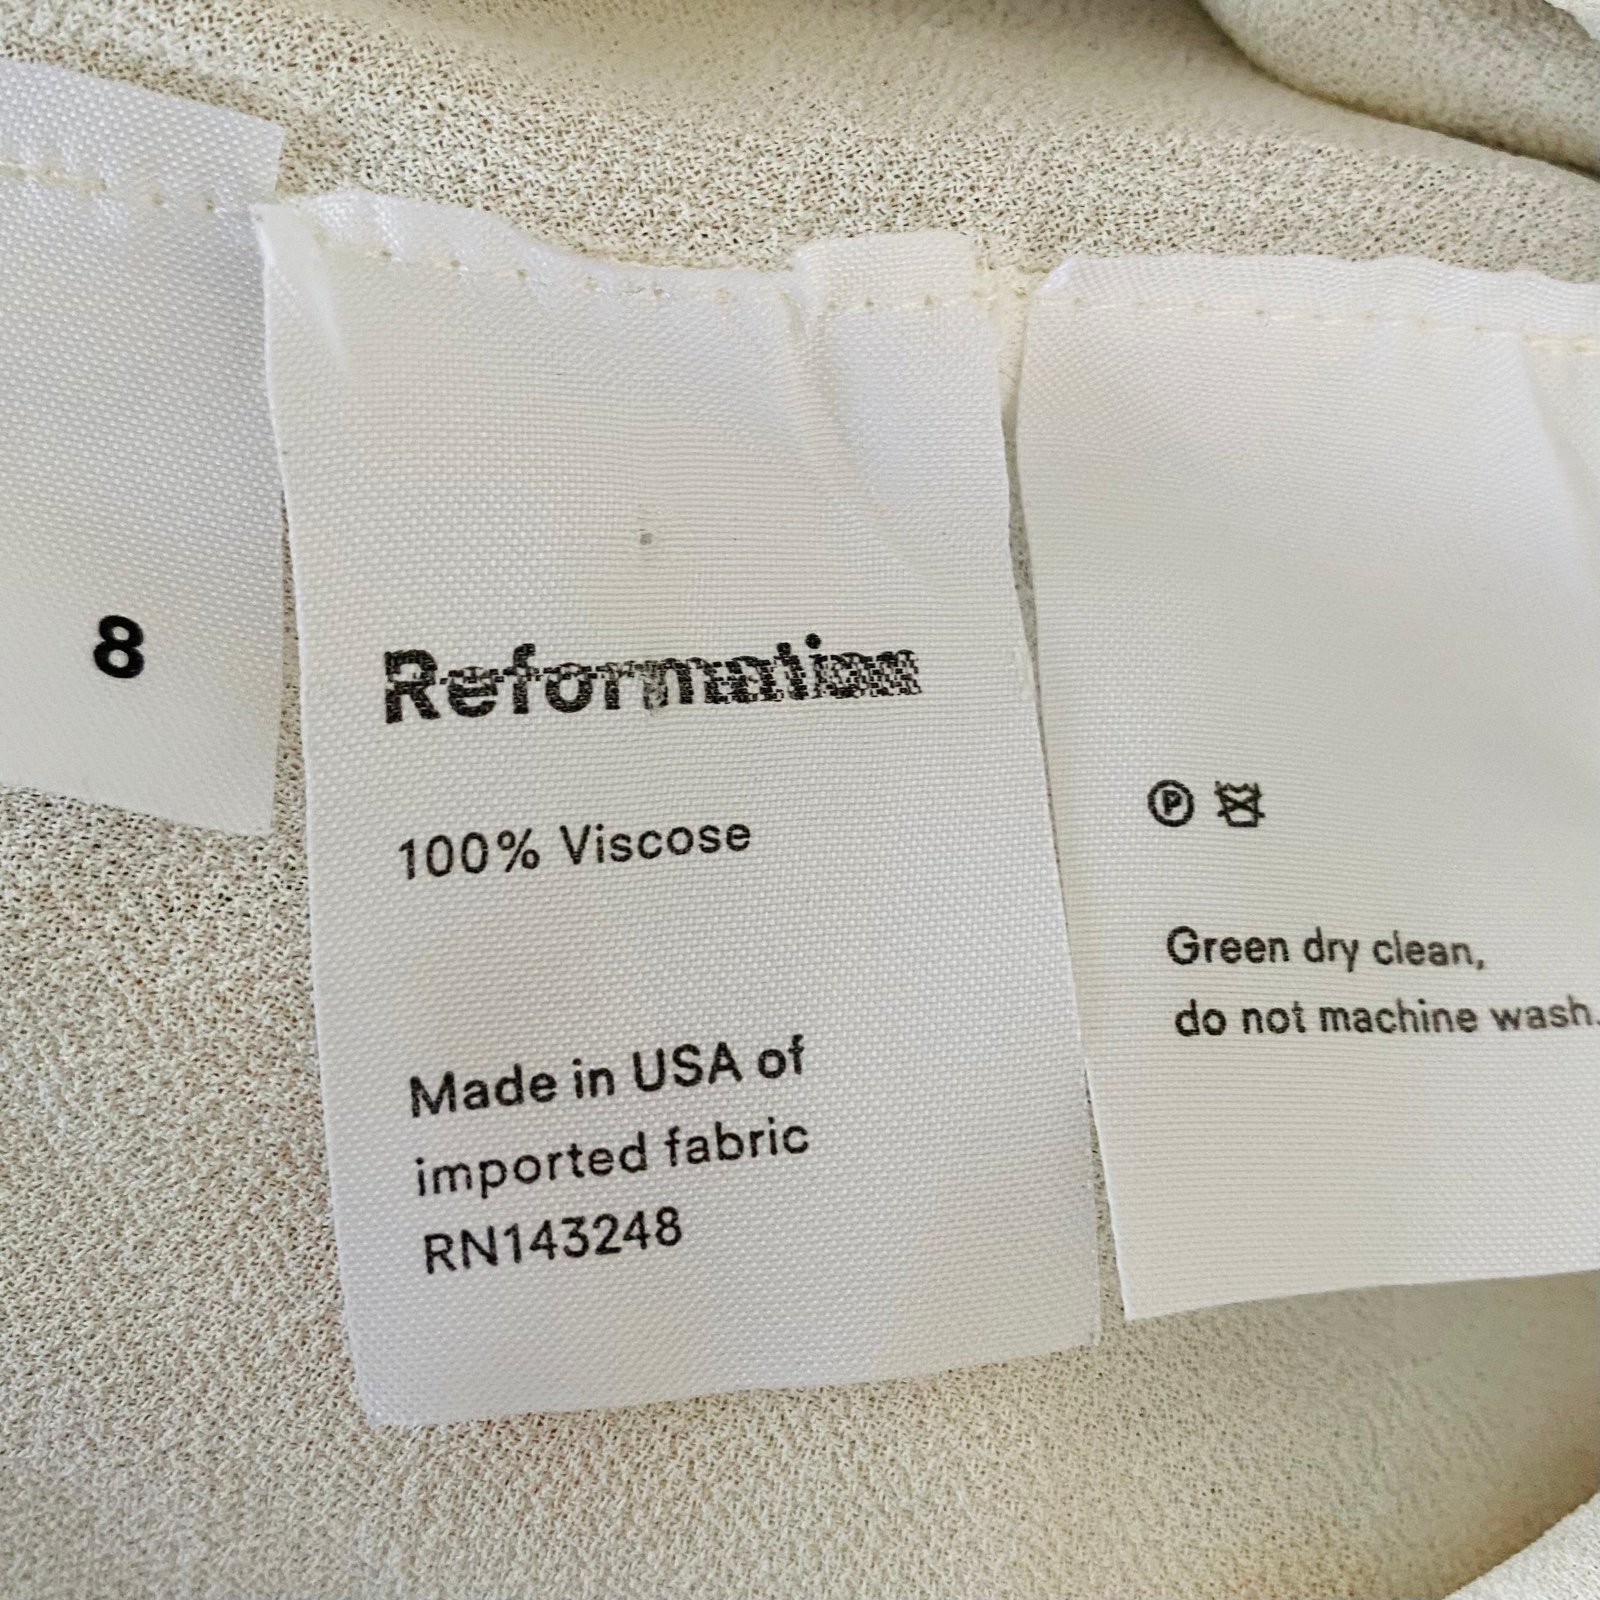 8
Reformation
100% Viscose
Made in USA of
imported fabric
RN143248
P
Green dry clean,
do not machine wash.